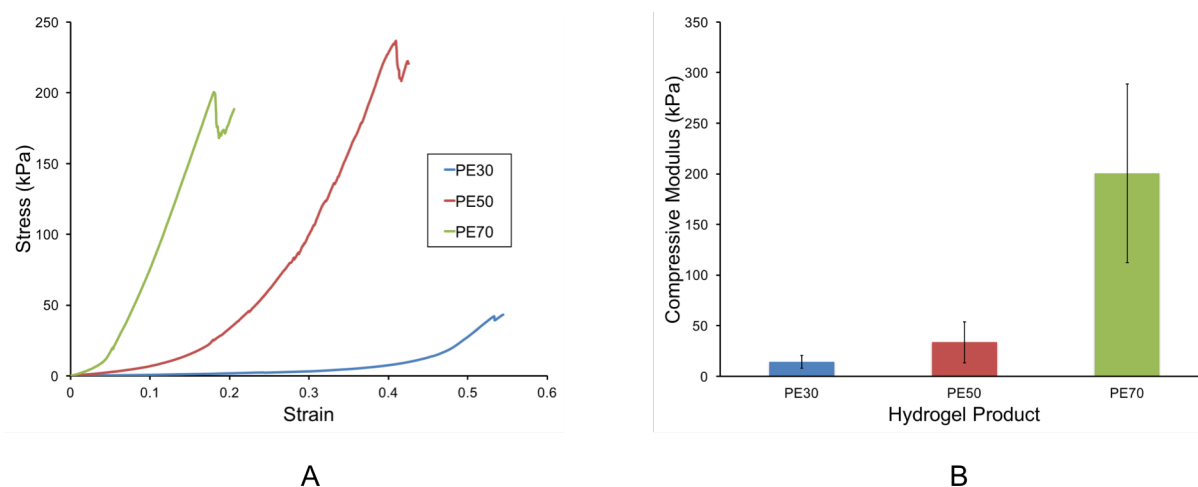 250
200
150
100
50
0
Stress (kPa)
0 0.1 0.2 0.3 0.4 0.5 0.6
Strain
PE30
PE50
PE70
A
350
300
250
200
150
100
50
0
Compressive Modulus (kPa)
PE30 PE50 PE70
Hydrogel Product
B